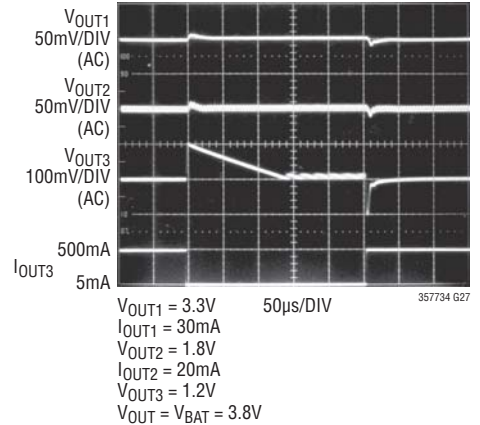 VOUT1
50mV/DIV
(AC)
VOUT2
50mV/DIV
(AC)
VOUT3
100mV/DIV
(AC)
500mA
IOUT3
5mA
50µs/DIV
357734 G27
VOUT1 = 3.3V
IOUT1 = 30mA
VOUT2 = 1.8V
IOUT2 = 20mA
VOUT3 = 1.2V
VOUT = VBAT = 3.8V